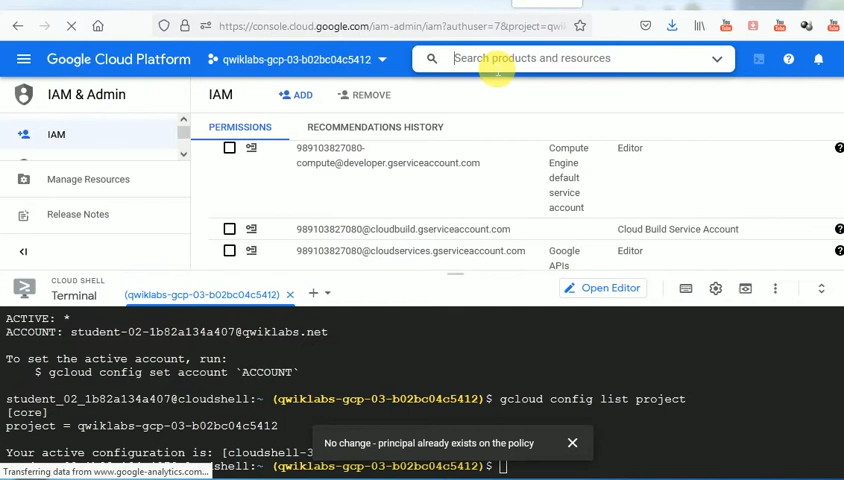 https://console.cloud.google.com/iam-admin/iam?authuser=7&project=qwi
Google Cloud Platform
qwiklabs-gcp-03-b02bc04c5412
Search products and resources
IAM & Admin
IAM
ADD
REMOVE
IAM
PERMISSIONS
RECOMMENDATIONS HISTORY
Manage Resources
Release Notes
989103827080-
compute@developer.gserviceaccount.com
Compute
Engine
default
service
account
Editor
989103827080@cloudbuild.gserviceaccount.com
Cloud Build Service Account
989103827080@cloudservices.gserviceaccount.com
Google
APIs
Editor
CLOUD SHELL
Terminal
(qwiklabs-gcp-03-b02bc04c5412)
Open Editor
ACTIVE: *
ACCOUNT: student-02-1b82a134a407@qwiklabs.net
To set the active account, run:
$ gcloud config set account `ACCOUNT`
student_02_1b82a134a407@cloudshell:~ (qwiklabs-gcp-03-b02bc04c5412)$ gcloud config list project
[core]
project = qwiklabs-gcp-03-b02bc04c5412
No change - principal already exists on the policy
Your active configuration is: [cloudshell-3
(qwiklabs-gcp-03-b02bc04c5412)$
Transferring data from www.google-analytics.com...